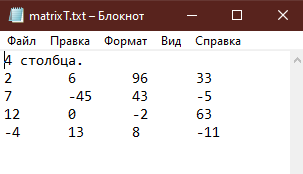 matrixT.txt – Блокнот
Файл Правка Формат Вид Справка
4 столбца.
2 6 96 33
7 -45 43 -5
12 0 -2 63
-4 13 8 -11